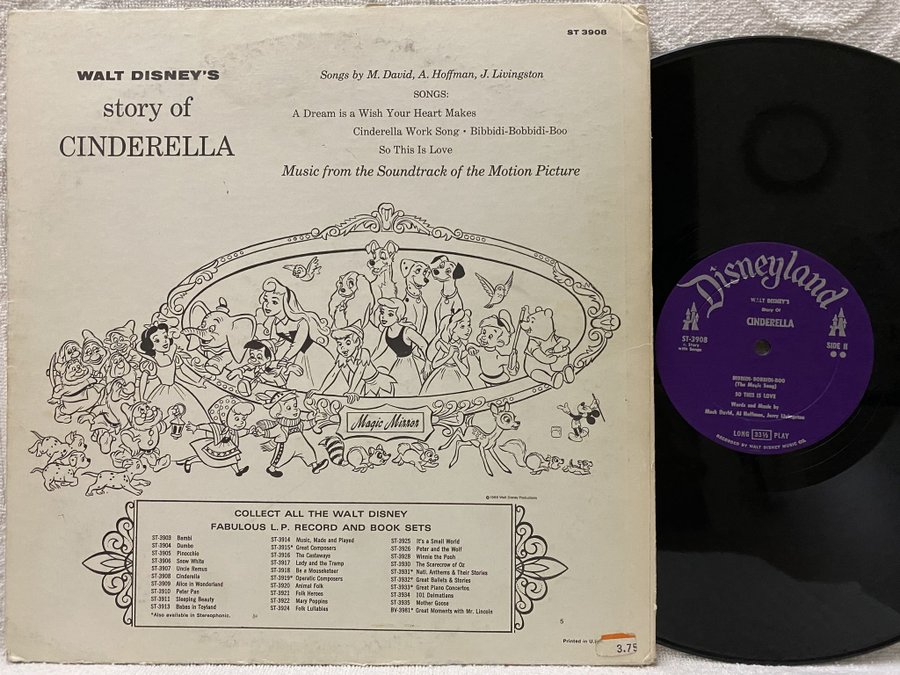 ST 3908
WALT DISNEY'S
story of
CINDERELLA
Songs by M. David, A. Hoffman, J. Livingston
SONGS:
A Dream is a Wish Your Heart Makes
Cinderella Work Song • Bibbidi-Bobbidi-Boo
So This Is Love
Music from the Soundtrack of the Motion Picture
Magic Mirror
Walt Disney Productions
COLLECT ALL THE WALT DISNEY
FABULOUS L.P. RECORD AND BOOK SETS
ST-3903 Bambi
ST-3904 Dumbo
ST-3905 Pinocchio
ST-3906 Snow White
ST-3907 Uncle Remus
ST-3908 Cinderella
ST-3909 Alice in Wonderland
ST-3910 Peter Pan
ST-3911 Sleeping Beauty
ST-3913 Babes in Toyland
*Also available in Stereo.
ST-3914 Music, Made and Played
ST-3915* Great Composers
ST-3916 The Castaways
ST-3917 Lady and the Tramp
ST-3918 Be a Mouseketeer
ST-3919* Operatic Composers
ST-3920 Animal Folk
ST-3921 Folk Heroes
ST-3922 Mary Poppins
ST-3924 Folk Lullabies
ST-3925 It's a Small World
ST-3926 Peter and the Wolf
ST-3928 Winnie the Pooh
ST-3930 The Scarecrow of Oz
ST-3931* Natl. Anthems & Their Stories
ST-3932* Great Ballets & Stories
ST-3933* Great Piano Concertos
ST-3934 101 Dalmatians
ST-3935 Mother Goose
BV-3981* Great Moments with Mr. Lincoln
5
Printed in U.
3.75
Disneyland
WALT DISNEY'S
Story Of
CINDERELLA
ST-3908
Story
with Songs
SIDE II
BIBBIDI-BOBBIDI-BOO
(The Magic Song)
SO THIS IS LOVE
Words and Music by
Mack David, Al Hoffman, Jerry Livingston
LONG 33⅓ PLAY
RECORDED BY WALT DISNEY MUSIC CO.